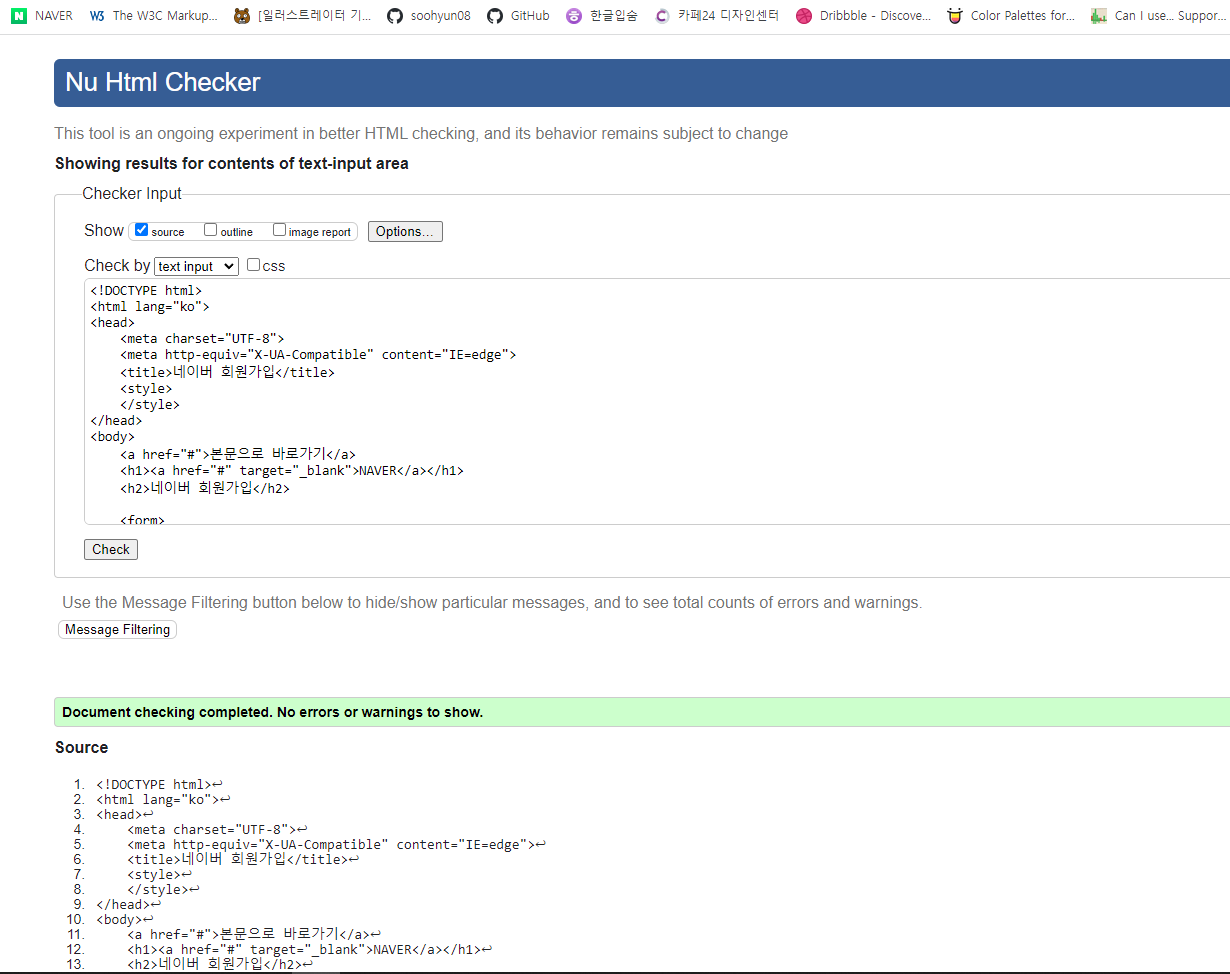 NAVER The W3C Markup... [일러스트레이터 기... soohyun08 GitHub 한글입숨 카페24 디자인센터 Dribbble - Discove... Color Palettes for... Can I use... Suppor...
Nu Html Checker
This tool is an ongoing experiment in better HTML checking, and its behavior remains subject to change
Showing results for contents of text-input area
Checker Input
Show source outline image report Options...
Check by text input css
<!DOCTYPE html>
<html lang="ko">
<head>
<meta charset="UTF-8">
<meta http-equiv="X-UA-Compatible" content="IE=edge">
<title>네이버 회원가입</title>
<style>
</style>
</head>
<body>
<a href="#">본문으로 바로가기</a>
<h1><a href="#" target="_blank">NAVER</a></h1>
<h2>네이버 회원가입</h2>
<form>
Check
Use the Message Filtering button below to hide/show particular messages, and to see total counts of errors and warnings.
Message Filtering
Document checking completed. No errors or warnings to show.
Source
1. <!DOCTYPE html>↩
2. <html lang="ko">↩
3. <head>↩
4. <meta charset="UTF-8">↩
5. <meta http-equiv="X-UA-Compatible" content="IE=edge">↩
6. <title>네이버 회원가입</title>↩
7. <style>↩
8. </style>↩
9. </head>↩
10. <body>↩
11. <a href="#">본문으로 바로가기</a>↩
12. <h1><a href="#" target="_blank">NAVER</a></h1>↩
13. <h2>네이버 회원가입</h2>↩